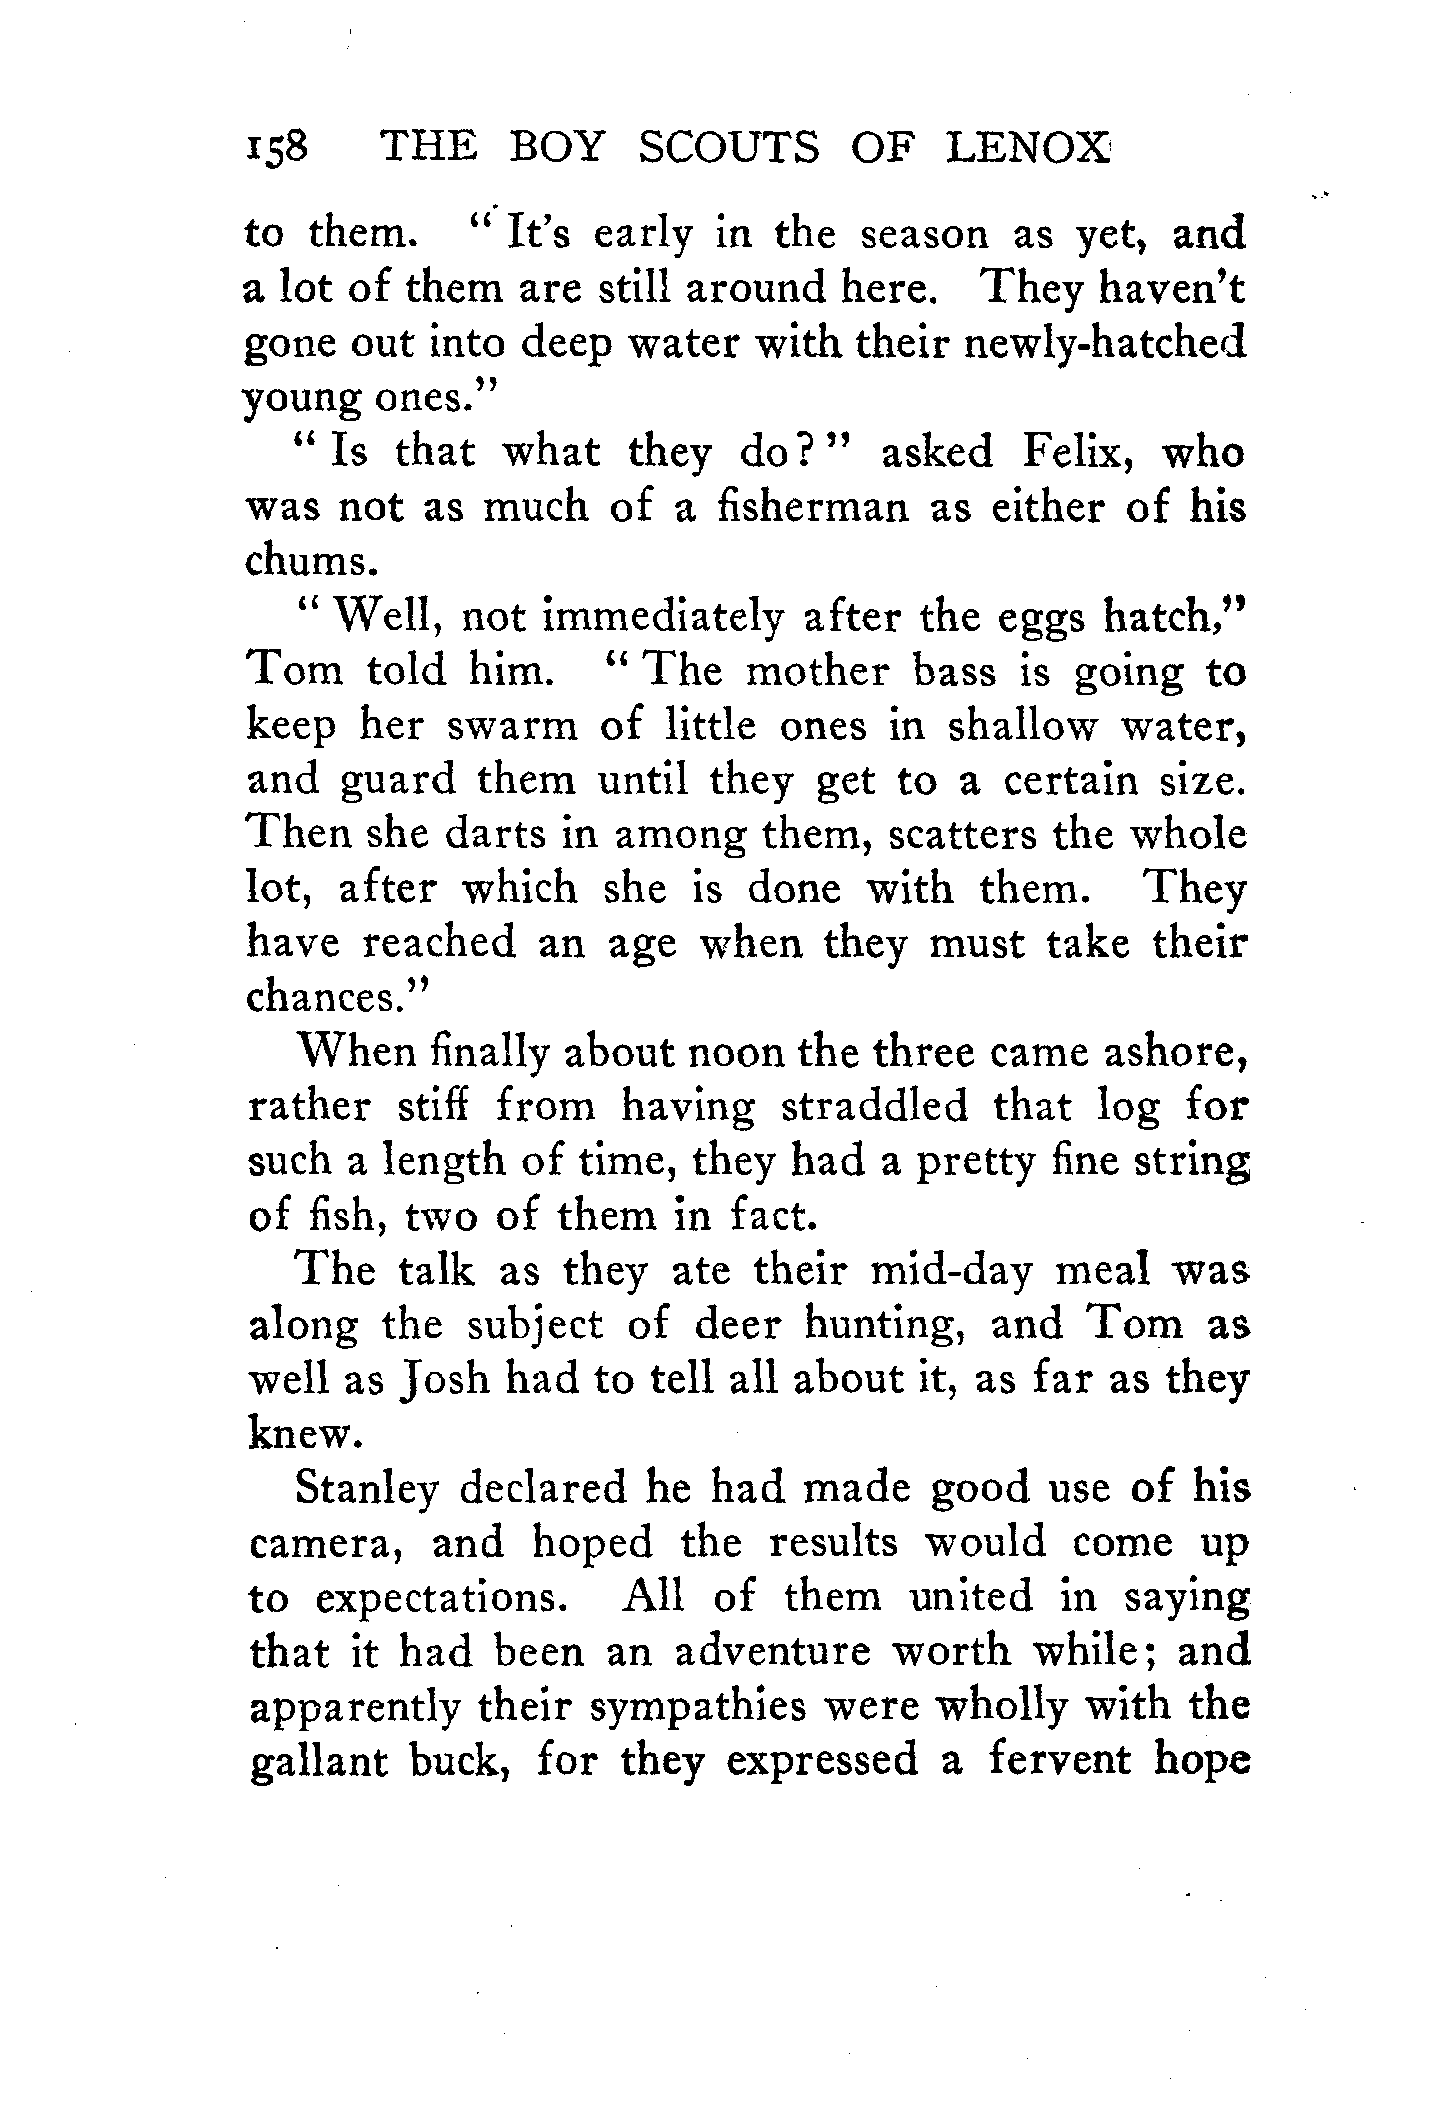 158 THE BOY SCOUTS OF LENOX
to them. "It's early in the season as yet, and
a lot of them are still around here. They haven't
gone out into deep water with their newly-hatched
young ones."
"Is that what they do?" asked Felix, who
was not as much of a fisherman as either of his
chums.
"Well, not immediately after the eggs hatch,"
Tom told him. "The mother bass is going to
keep her swarm of little ones in shallow water,
and guard them until they get to a certain size.
Then she darts in among them, scatters the whole
lot, after which she is done with them. They
have reached an age when they must take their
chances."
When finally about noon the three came ashore,
rather stiff from having straddled that log for
such a length of time, they had a pretty fine string
of fish, two of them in fact.
The talk as they ate their mid-day meal was
along the subject of deer hunting, and Tom as
well as Josh had to tell all about it, as far as they
knew.
Stanley declared he had made good use of his
camera, and hoped the results would come up
to expectations. All of them united in saying
that it had been an adventure worth while; and
apparently their sympathies were wholly with the
gallant buck, for they expressed a fervent hope